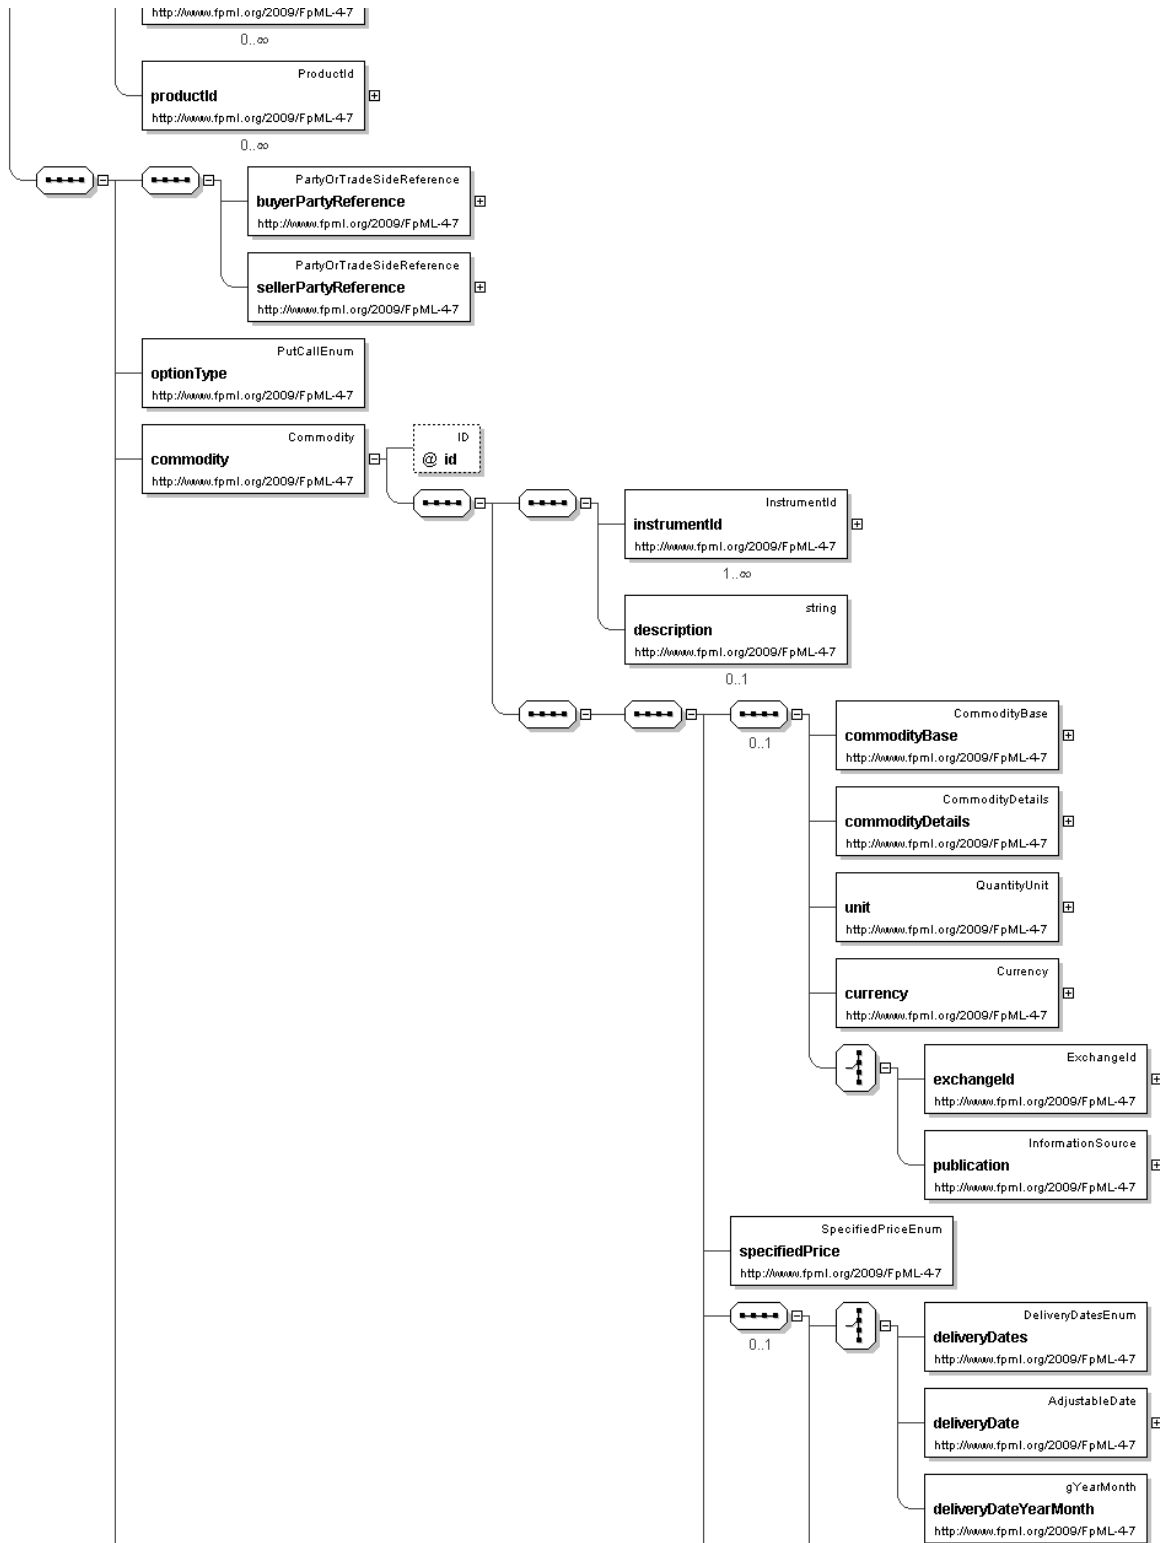 http://www.fpml.org/2009/FpML-4-7
0..∞
ProductId
productId
http://www.fpml.org/2009/FpML-4-7
0..∞
PartyOrTradeSideReference
buyerPartyReference
http://www.fpml.org/2009/FpML-4-7
PartyOrTradeSideReference
sellerPartyReference
http://www.fpml.org/2009/FpML-4-7
PutCallEnum
optionType
http://www.fpml.org/2009/FpML-4-7
Commodity
commodity
http://www.fpml.org/2009/FpML-4-7
ID
@ id
InstrumentId
instrumentId
http://www.fpml.org/2009/FpML-4-7
1..∞
string
description
http://www.fpml.org/2009/FpML-4-7
0..1
0..1
CommodityBase
commodityBase
http://www.fpml.org/2009/FpML-4-7
CommodityDetails
commodityDetails
http://www.fpml.org/2009/FpML-4-7
QuantityUnit
unit
http://www.fpml.org/2009/FpML-4-7
Currency
currency
http://www.fpml.org/2009/FpML-4-7
ExchangeId
exchangeId
http://www.fpml.org/2009/FpML-4-7
InformationSource
publication
http://www.fpml.org/2009/FpML-4-7
SpecifiedPriceEnum
specifiedPrice
http://www.fpml.org/2009/FpML-4-7
0..1
DeliveryDatesEnum
deliveryDates
http://www.fpml.org/2009/FpML-4-7
AdjustableDate
deliveryDate
http://www.fpml.org/2009/FpML-4-7
gYearMonth
deliveryDateYearMonth
http://www.fpml.org/2009/FpML-4-7